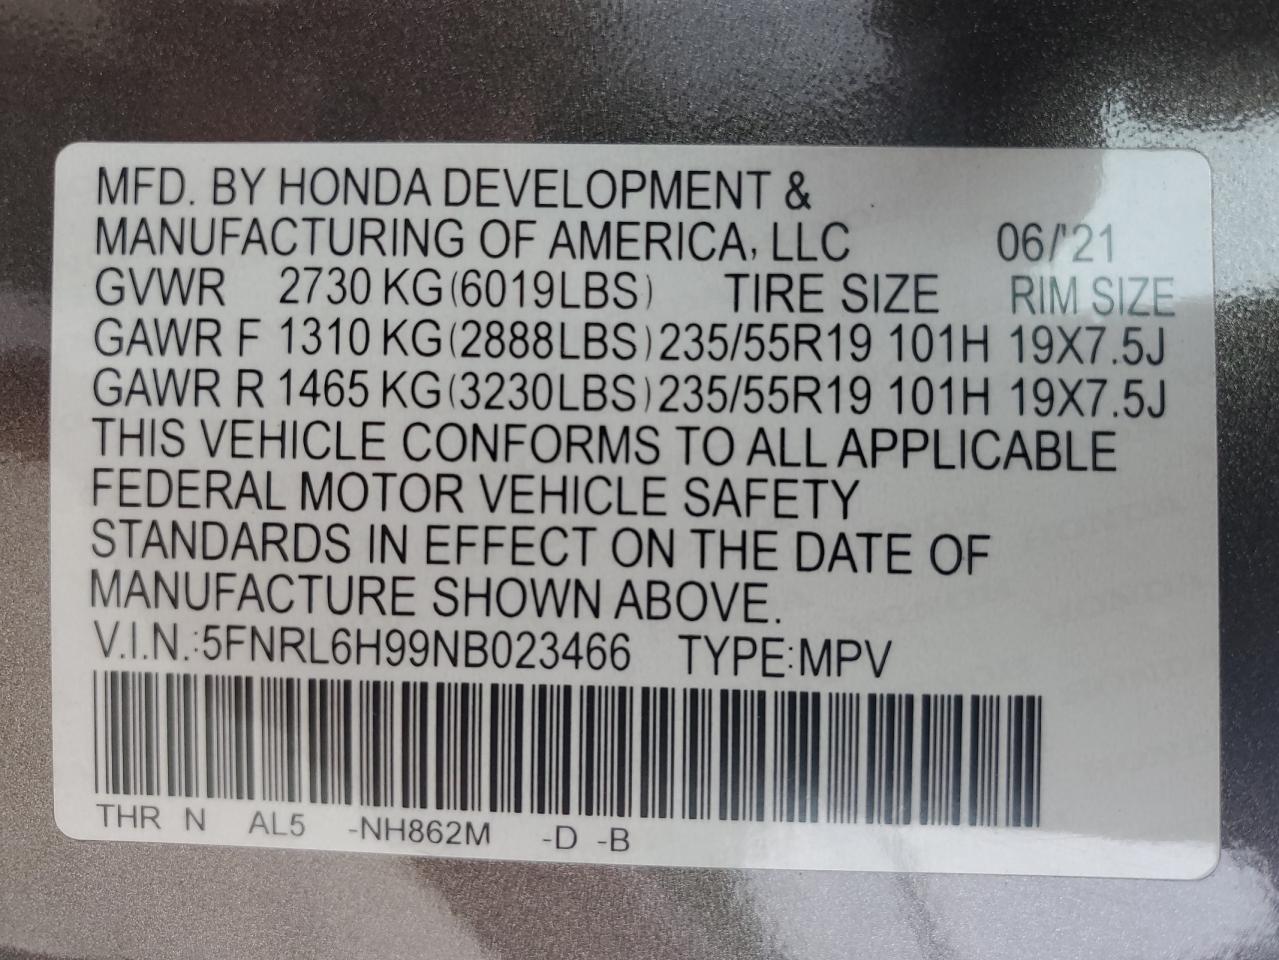 MFD. BY HONDA DEVELOPMENT &
MANUFACTURING OF AMERICA, LLC 06/'21
GVWR 2730 KG(6019LBS) TIRE SIZE RIM SIZE
GAWR F 1310 KG(2888LBS) 235/55R19 101H 19X7.5J
GAWR R 1465 KG(3230LBS) 235/55R19 101H 19X7.5J
THIS VEHICLE CONFORMS TO ALL APPLICABLE
FEDERAL MOTOR VEHICLE SAFETY
STANDARDS IN EFFECT ON THE DATE OF
MANUFACTURE SHOWN ABOVE.
V.I.N.:5FNRL6H99NB023466 TYPE:MPV
THR N AL5 -NH862M -D -B